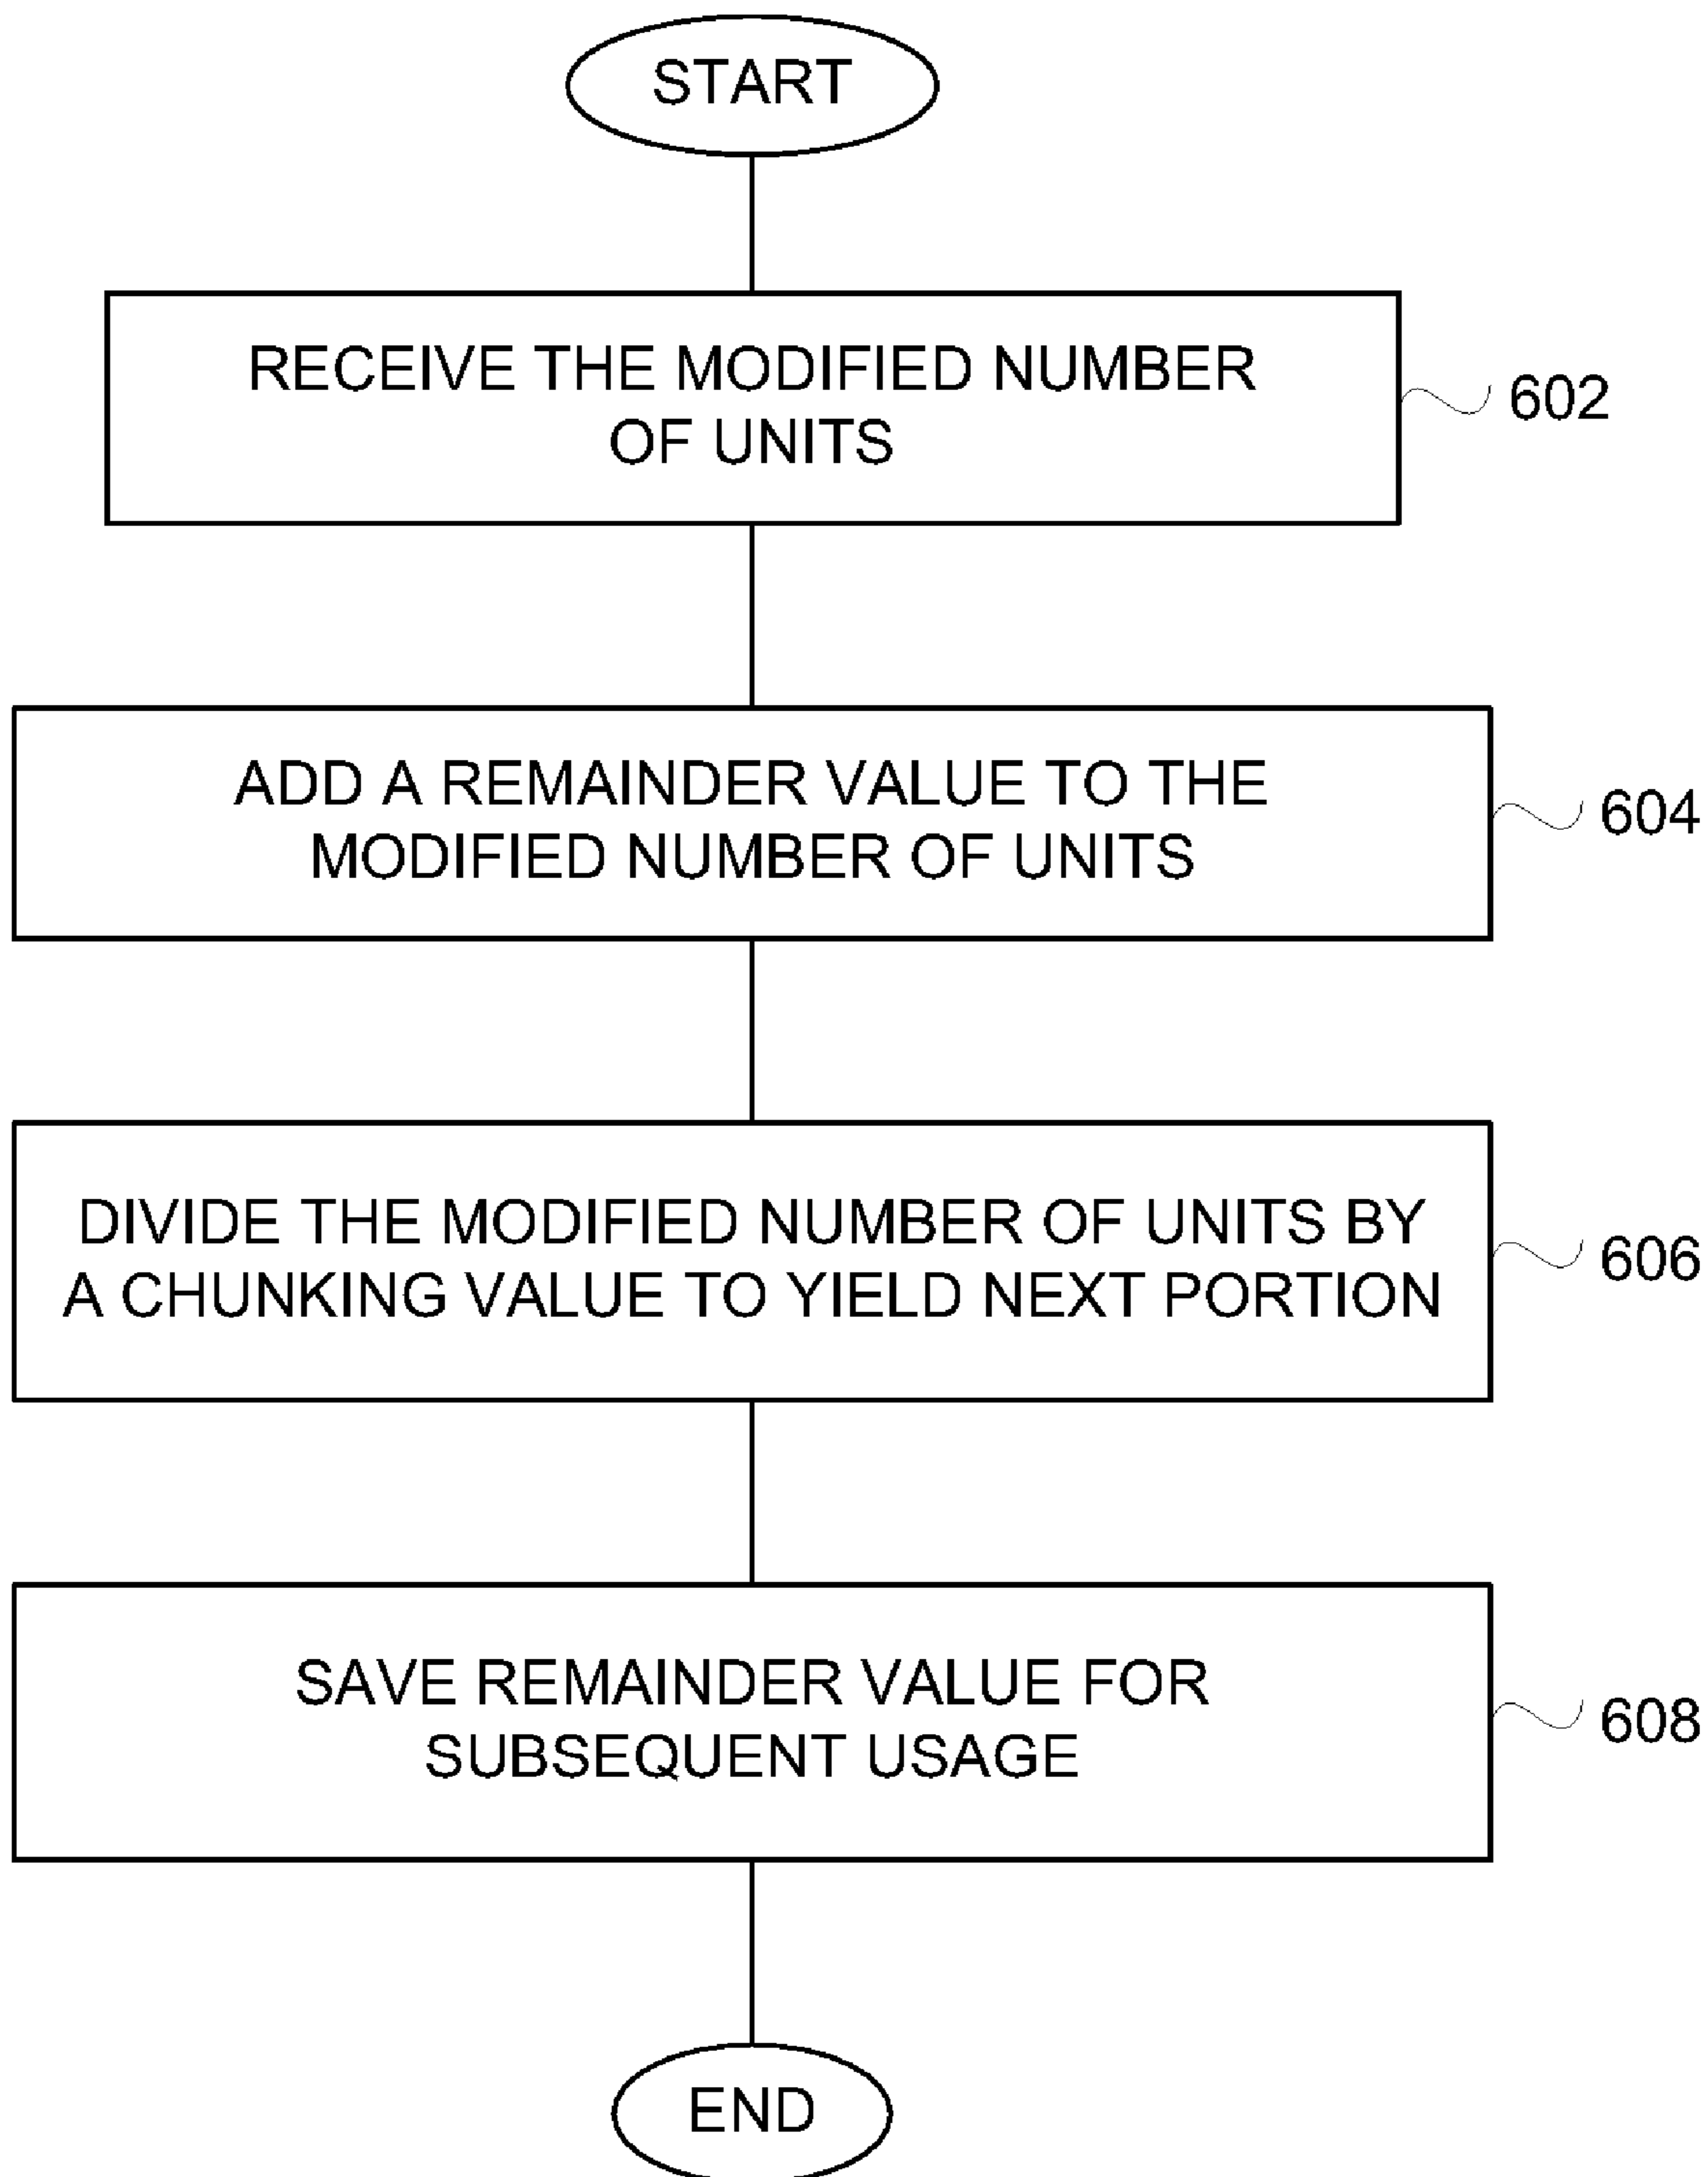 START
RECEIVE THE MODIFIED NUMBER
OF UNITS
602
ADD A REMAINDER VALUE TO THE
MODIFIED NUMBER OF UNITS
604
DIVIDE THE MODIFIED NUMBER OF UNITS BY
A CHUNKING VALUE TO YIELD NEXT PORTION
606
SAVE REMAINDER VALUE FOR
SUBSEQUENT USAGE
608
END